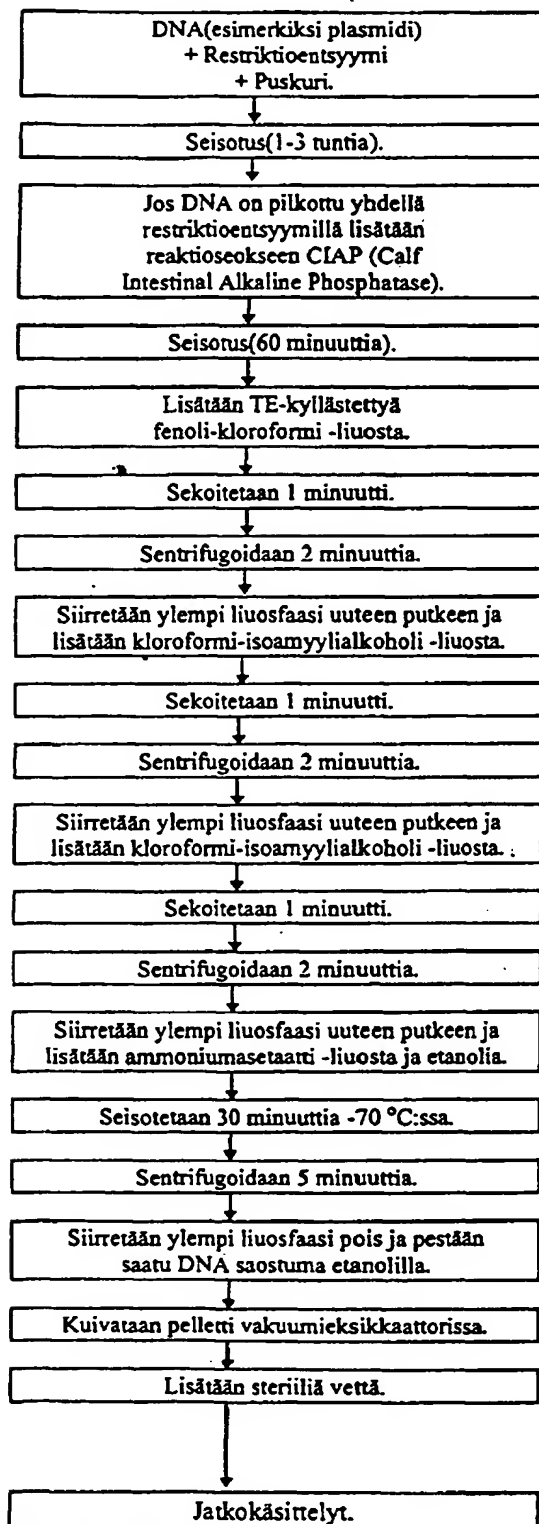 DNA(esimerkiksi plasmidi)
+ Restriktioentsyymi
+ Puskuri.
Seisotus(1-3 tuntia).
Jos DNA on pilkottu yhdellä
restriktioentsyymillä lisätään
reaktioseokseen CIAP (Calf
Intestinal Alkaline Phosphatase).
Seisotus(60 minuuttia).
Lisätään TE-kyllästettyä
fenoli-kloroformi -liuosta.
Sekoitetaan 1 minuutti.
Sentrifugoidaan 2 minuuttia.
Siirretään ylempi liuosfaasi uuteen putkeen ja
lisätään kloroformi-isoamyylialkoholi -liuosta.
Sekoitetaan 1 minuutti.
Sentrifugoidaan 2 minuuttia.
Siirretään ylempi liuosfaasi uuteen putkeen ja
lisätään kloroformi-isoamyylialkoholi -liuosta.
Sekoitetaan 1 minuutti.
Sentrifugoidaan 2 minuuttia.
Siirretään ylempi liuosfaasi uuteen putkeen ja
lisätään ammoniumasetaatti -liuosta ja etanolia.
Seisotetaan 30 minuuttia -70 °C:ssa.
Sentrifugoidaan 5 minuuttia.
Siirretään ylempi liuosfaasi pois ja pestään
saatu DNA saostuma etanolilla.
Kuivataan pelletti vakuumieksikkaattorissa.
Lisätään steriiliä vettä.
Jatkokäsittelyt.